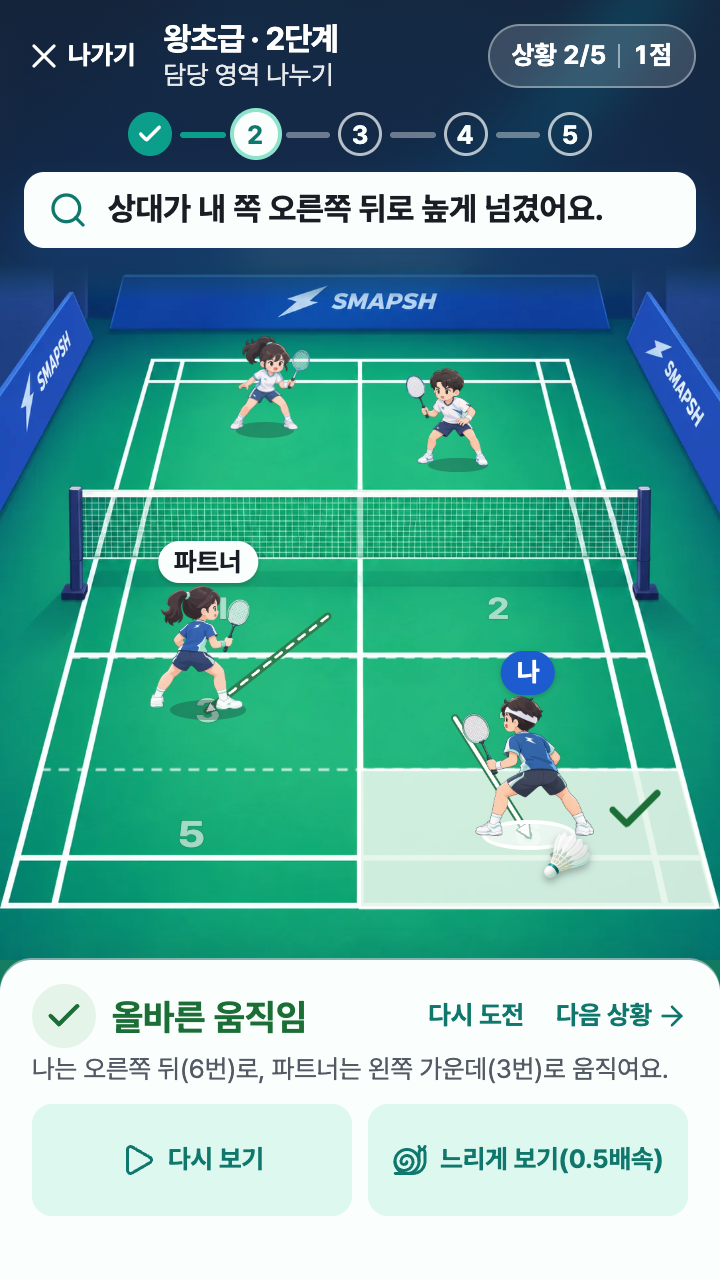 나가기
왕초급 · 2단계
담당 영역 나누기
상황 2/5 | 1점
2
3
4
5
상대가 내 쪽 오른쪽 뒤로 높게 넘겼어요.
SMAPSH
SMAPSH
SMAPSH
파트너
1
2
나
3
5
올바른 움직임
다시 도전
다음 상황 →
나는 오른쪽 뒤(6번)로, 파트너는 왼쪽 가운데(3번)로 움직여요.
다시 보기
느리게 보기(0.5배속)